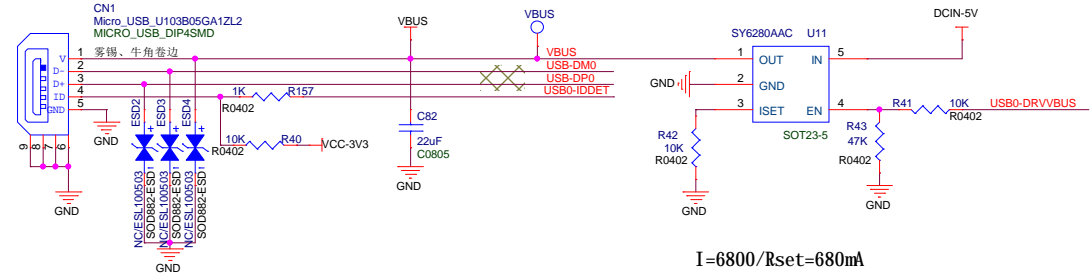 CN1
Micro_USB_U103B05GA1ZL2
MICRO_USB_DIP4SMD
雾锡、牛角卷边
V
D-
D+
ID
GND
1
2
3
4
5
9
8
7
6
GND
GND
ESD2
ESD3
ESD4
NC/ESL100503
SOD882-ESD1
NC/ESL100503
SOD882-ESD1
NC/ESL100503
SOD882-ESD1
GND
1K
R157
R0402
10K
R40
R0402
VCC-3V3
VBUS
VBUS
VBUS
USB-DM0
USB-DP0
USB0-IDDET
C82
22uF
C0805
GND
SY6280AAC
U11
DCIN-5V
1
OUT
IN
5
GND
2
GND
3
ISET
EN
4
SOT23-5
R42
10K
R0402
GND
R41
10K
R0402
USB0-DRVVBUS
R43
47K
R0402
GND
I=6800/Rset=680mA